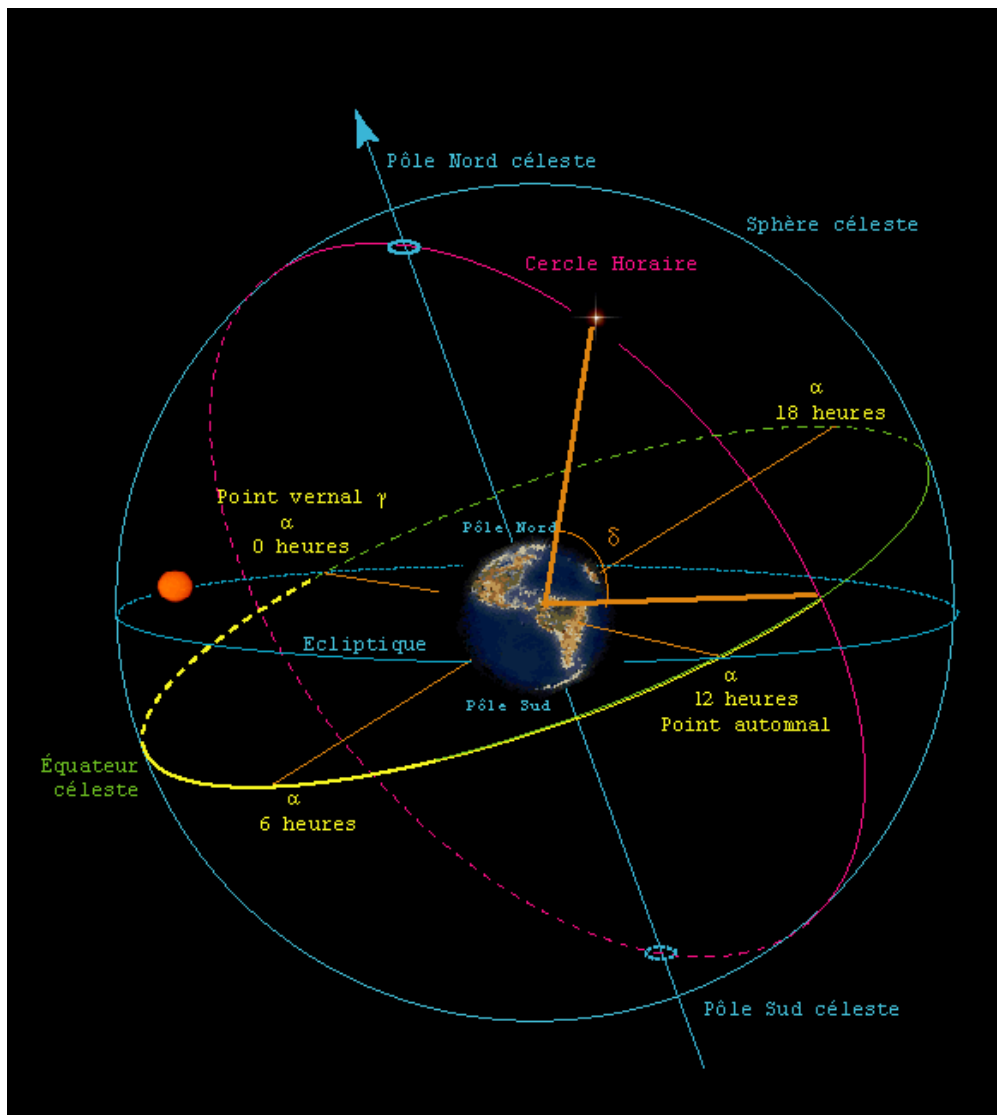 Pôle Nord céleste
Sphère céleste
Cercle Horaire
α
18 heures
Point vernal γ
α
0 heures
Pôle Nord
δ
Ecliptique
α
12 heures
Point automnal
Pôle Sud
Équateur
céleste
α
6 heures
Pôle Sud céleste